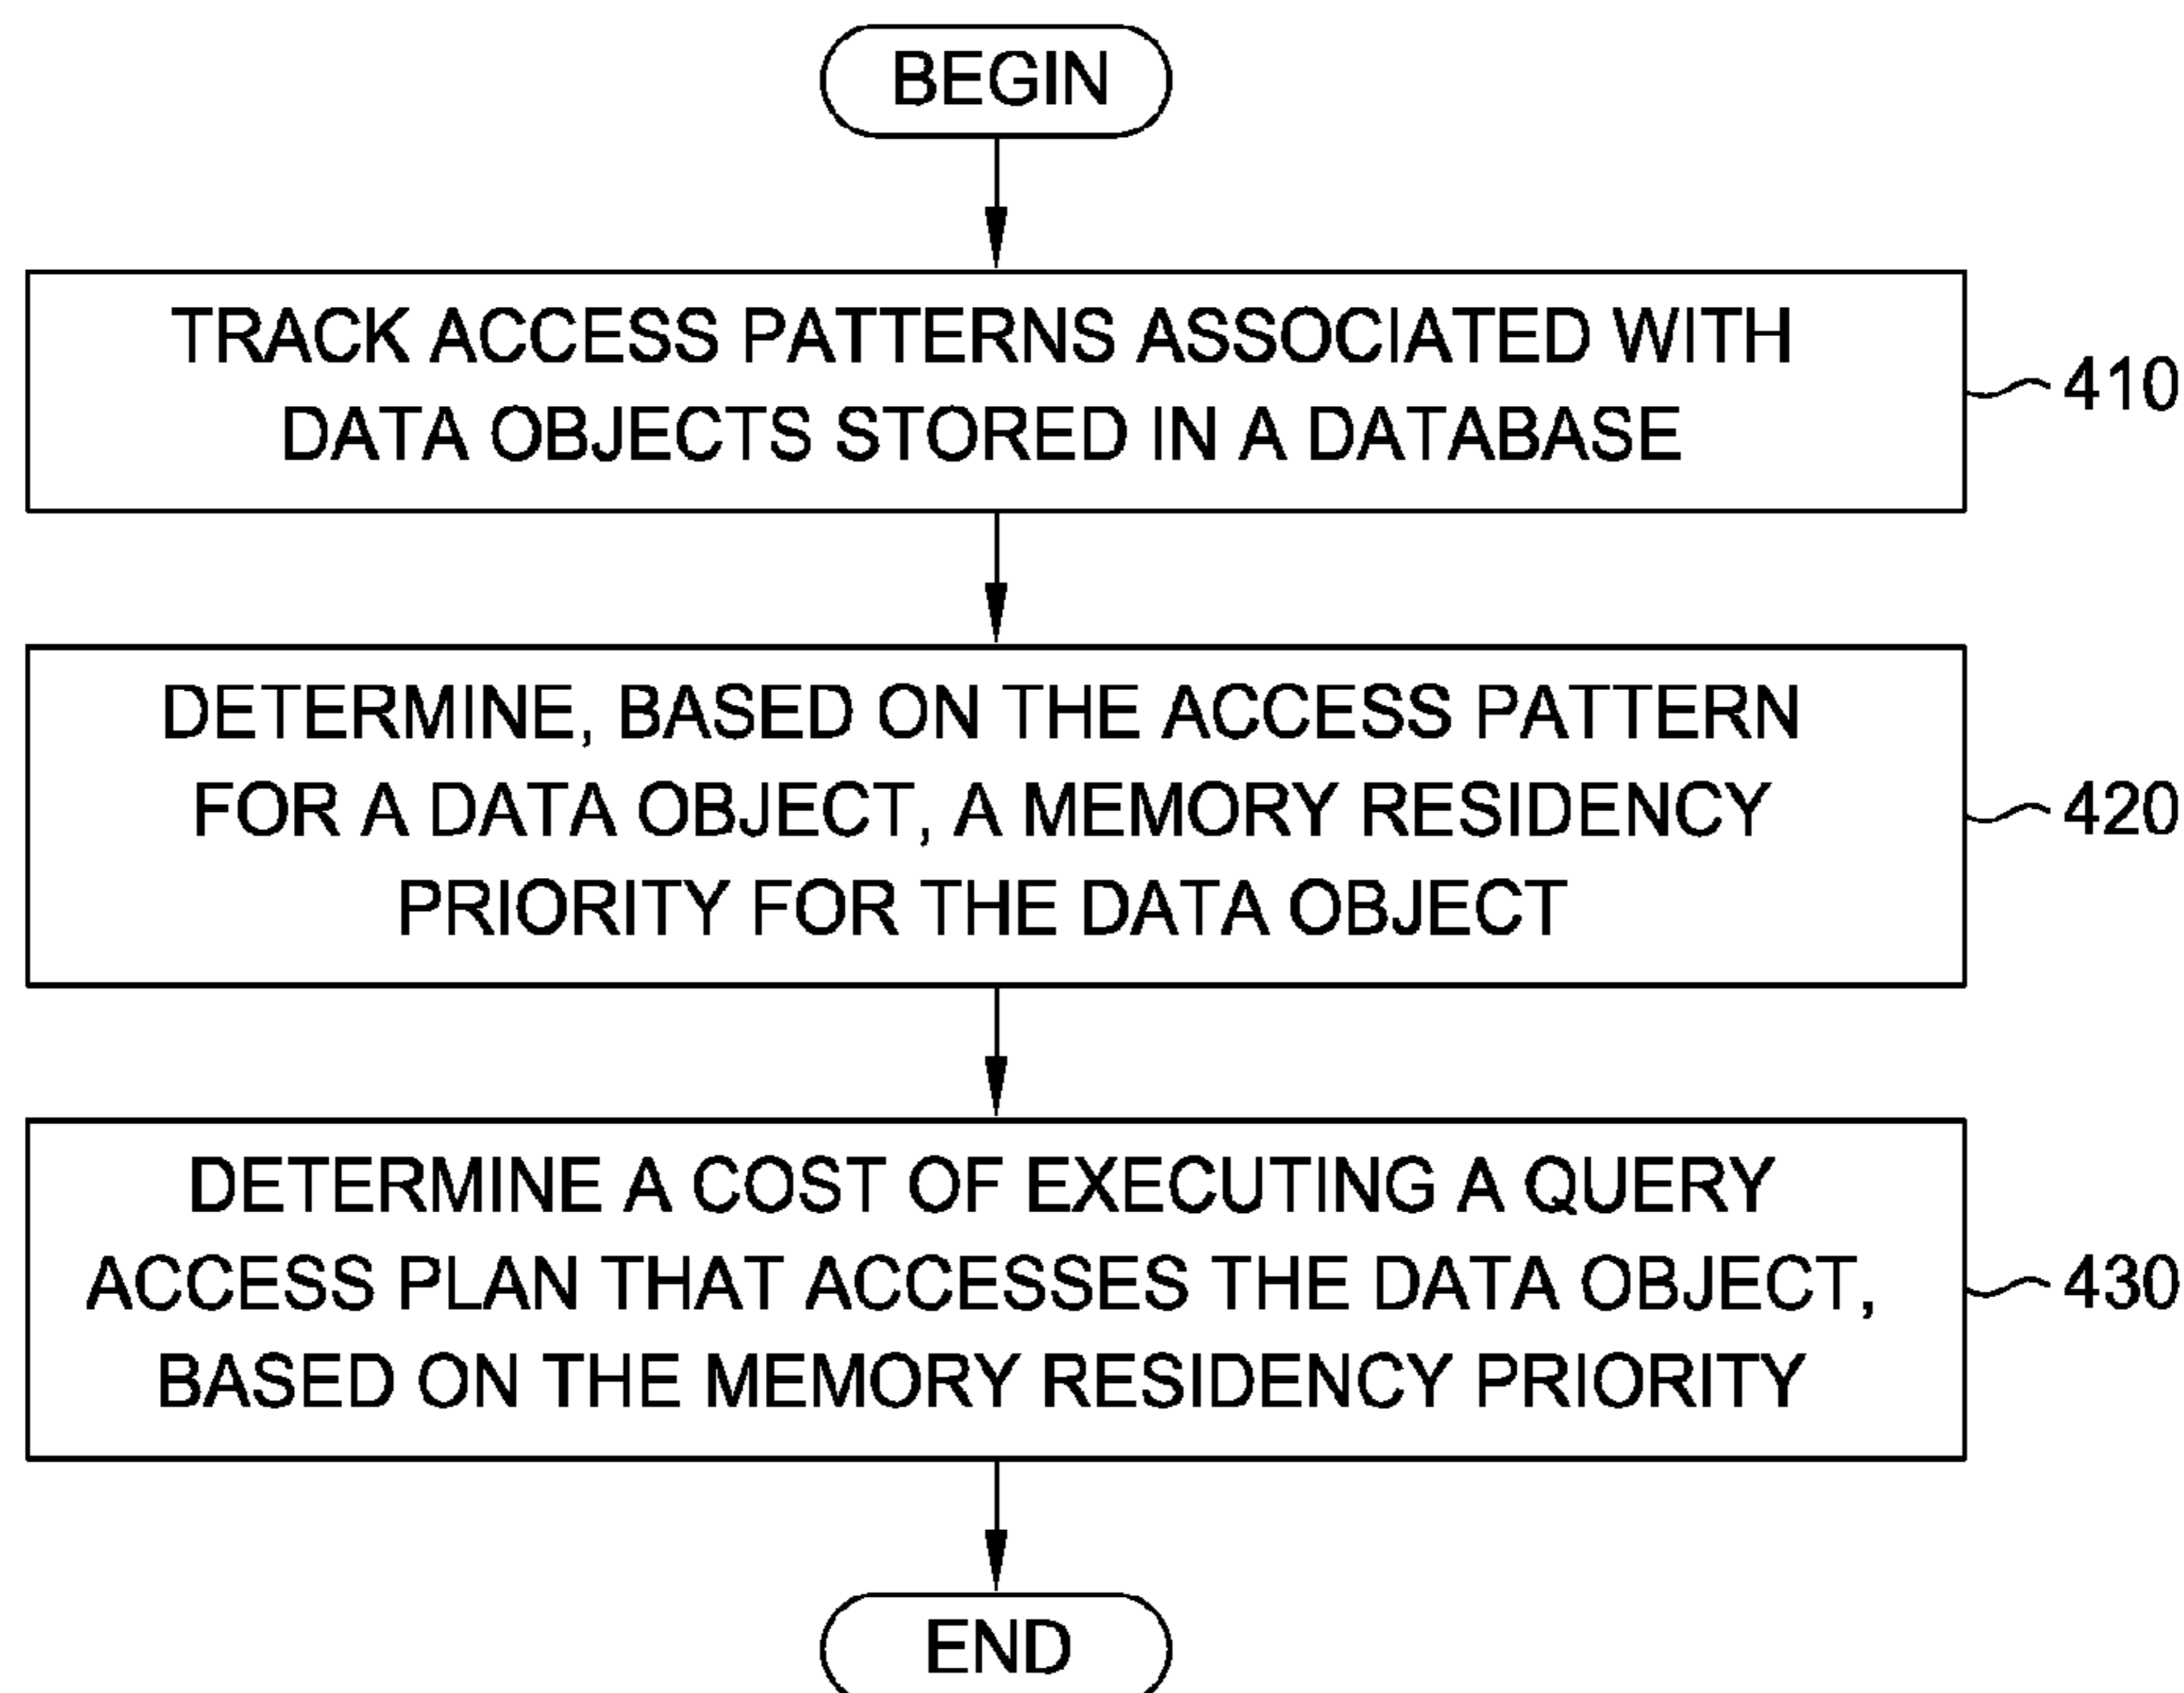 BEGIN
TRACK ACCESS PATTERNS ASSOCIATED WITH
DATA OBJECTS STORED IN A DATABASE
410
DETERMINE, BASED ON THE ACCESS PATTERN
FOR A DATA OBJECT, A MEMORY RESIDENCY
PRIORITY FOR THE DATA OBJECT
420
DETERMINE A COST OF EXECUTING A QUERY
ACCESS PLAN THAT ACCESSES THE DATA OBJECT,
BASED ON THE MEMORY RESIDENCY PRIORITY
430
END